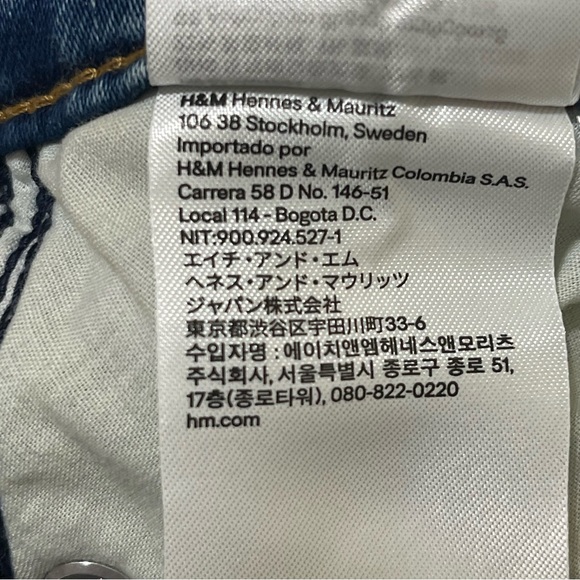 H&M Hennes & Mauritz
106 38 Stockholm, Sweden
Importado por
H&M Hennes & Mauritz Colombia S.A.S.
Carrera 58 D No. 146-51
Local 114 - Bogota D.C.
NIT:900.924.527-1
エイチ・アンド・エム
ヘネス・アンド・マウリッツ
ジャパン株式会社
東京都渋谷区宇田川町33-6
수입자명 : 에이치앤엠헤네스앤모리츠
주식회사, 서울특별시 종로구 종로 51,
17층(종로타워), 080-822-0220
hm.com